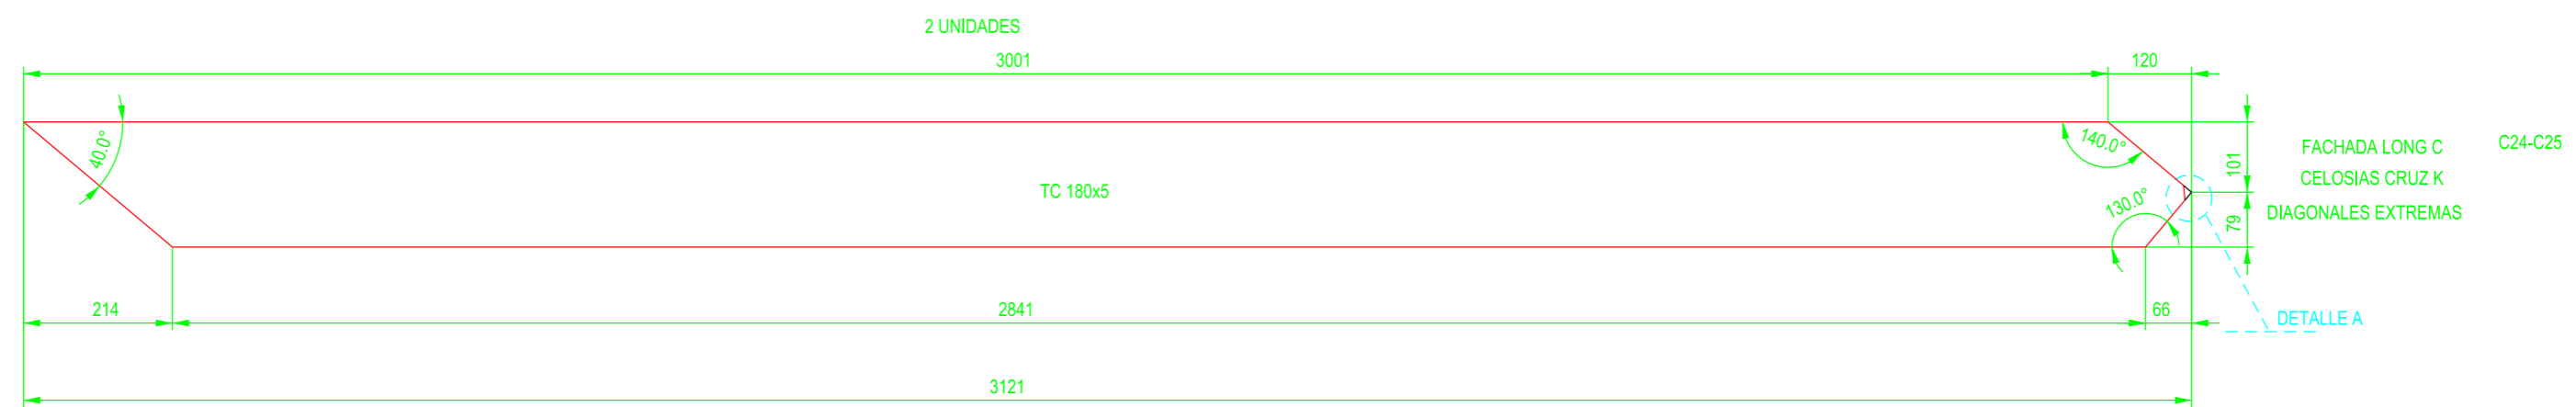 2 UNIDADES
3001
120
40.0°
140.0°
101
FACHADA LONG C
C24-C25
TC 180x5
CELOSIAS CRUZ K
130.0°
79
DIAGONALES EXTREMAS
214
2841
66
DETALLE A
3121